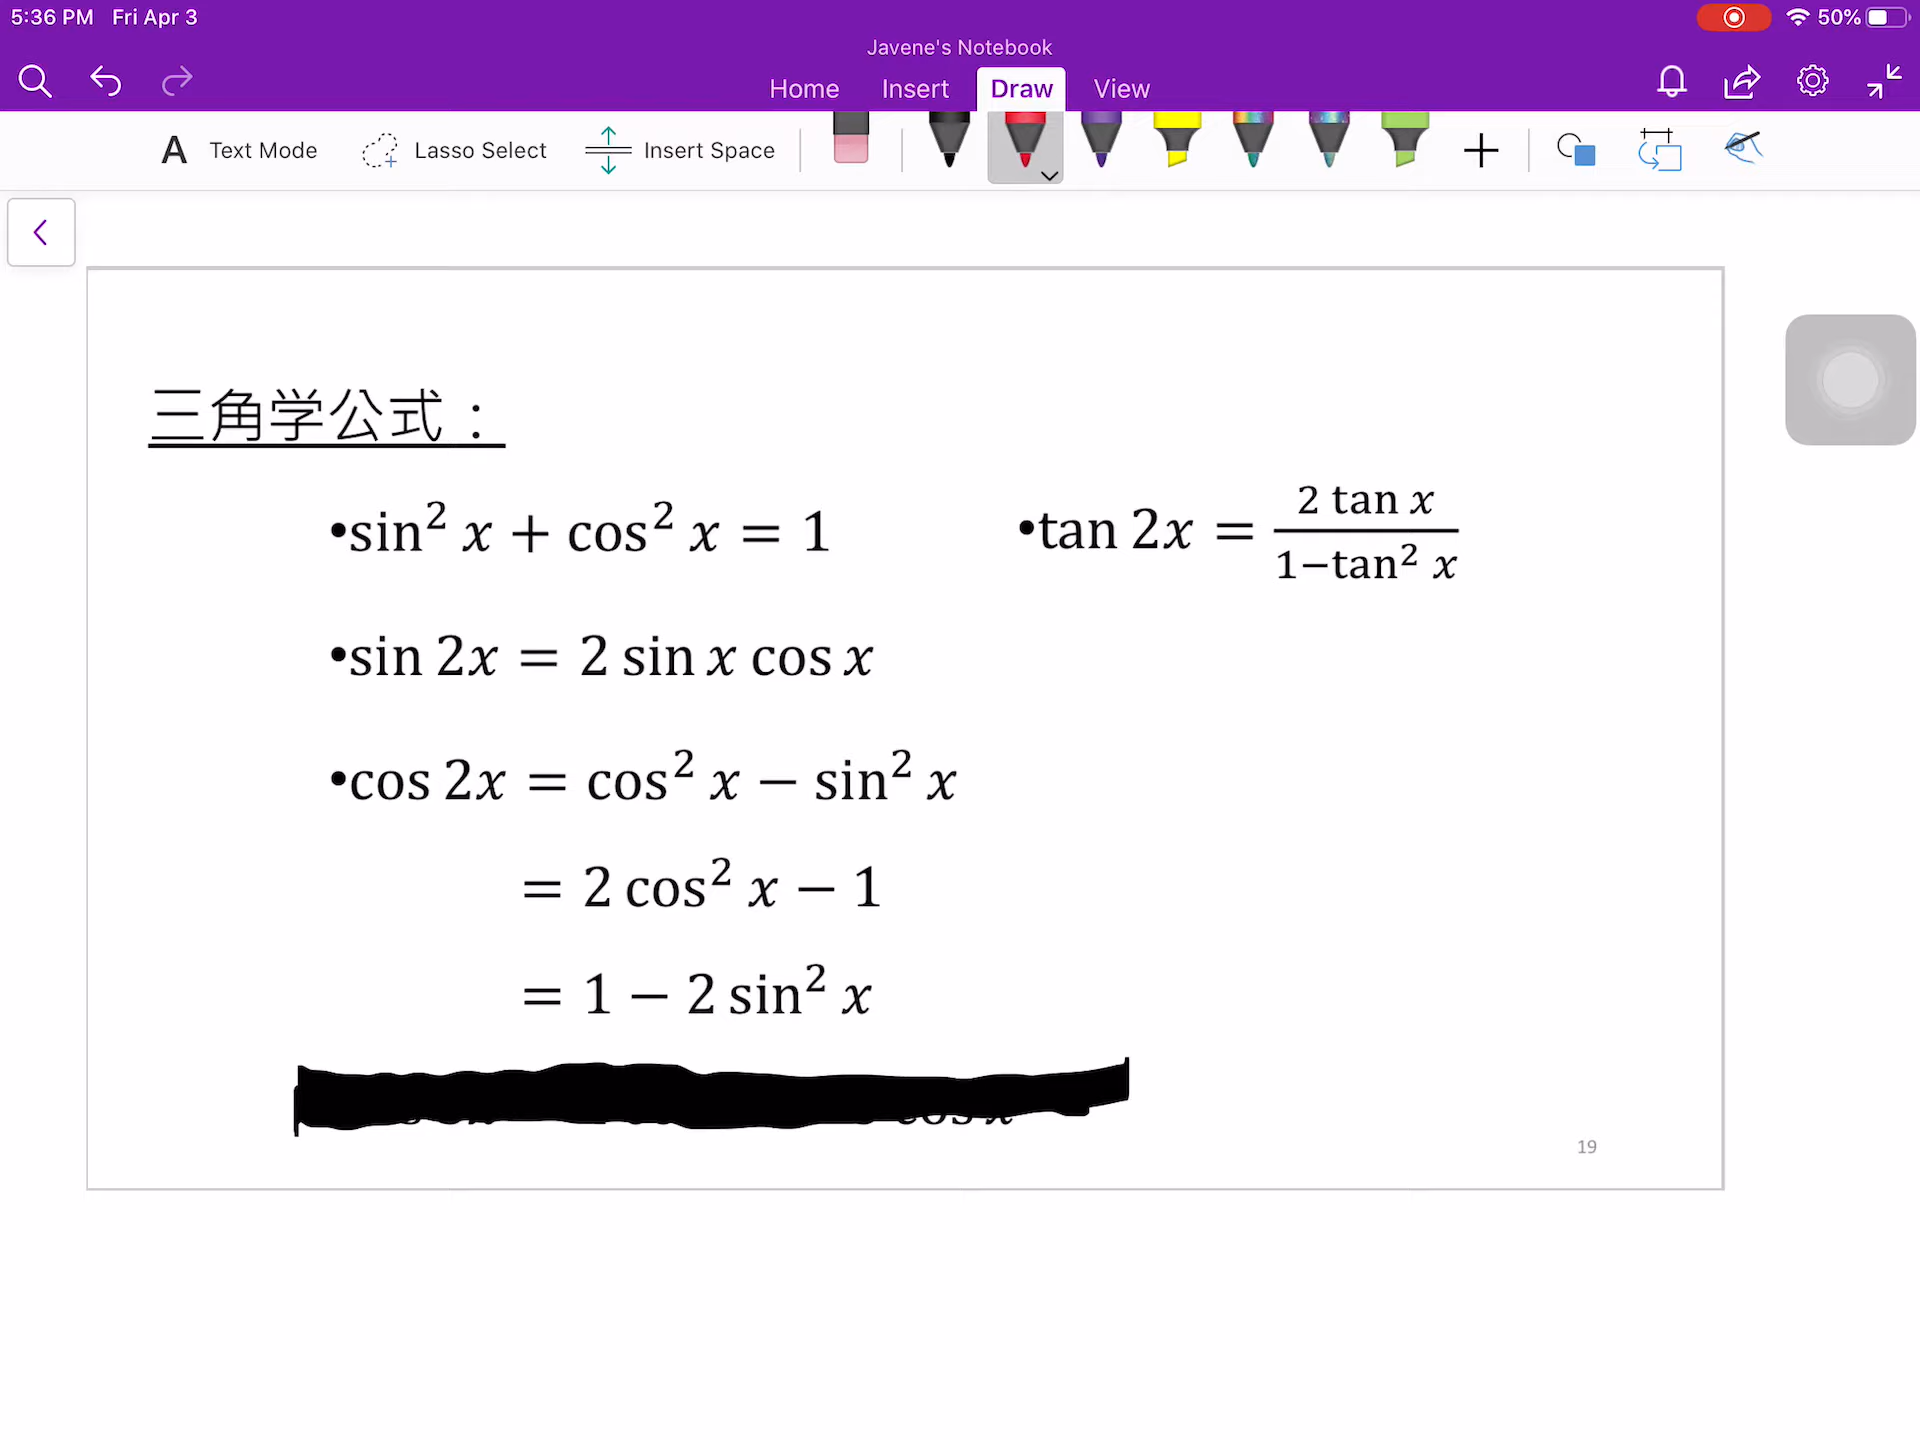 5:36 PM Fri Apr 3
50%
Javene's Notebook
Home Insert Draw View
A Text Mode Lasso Select Insert Space
三角学公式：
•sin² x + cos² x = 1
•tan 2x = 2 tan x / 1−tan² x
•sin 2x = 2 sin x cos x
•cos 2x = cos² x − sin² x
= 2 cos² x − 1
= 1 − 2 sin² x
19